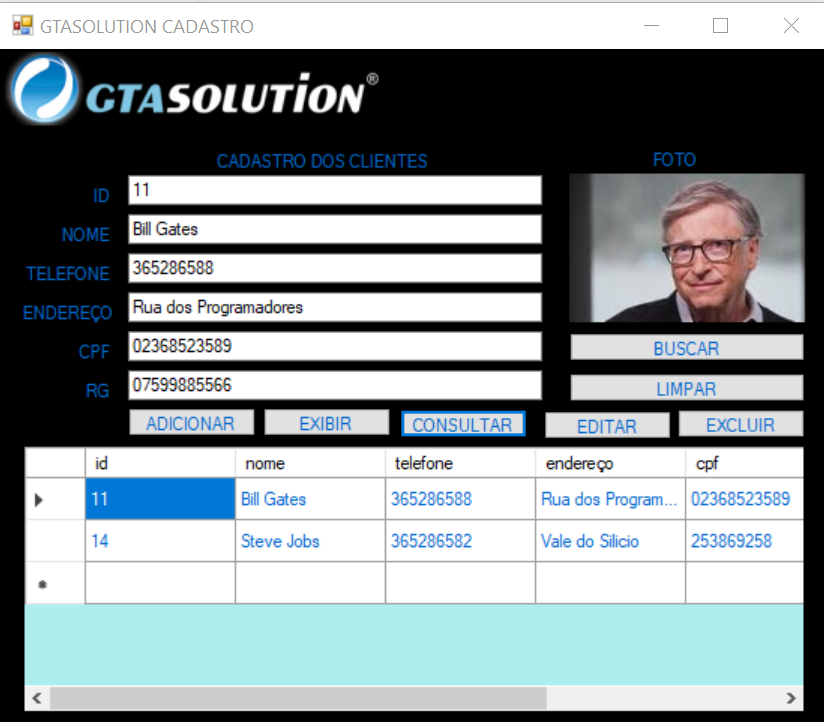 GTASOLUTION CADASTRO
GTASOLUTION®
CADASTRO DOS CLIENTES
FOTO
ID 11
NOME Bill Gates
TELEFONE 365286588
ENDEREÇO Rua dos Programadores
CPF 02368523589
BUSCAR
RG 07599885566
LIMPAR
ADICIONAR EXIBIR CONSULTAR EDITAR EXCLUIR
id nome telefone endereço cpf
11 Bill Gates 365286588 Rua dos Program... 02368523589
14 Steve Jobs 365286582 Vale do Silicio 253869258